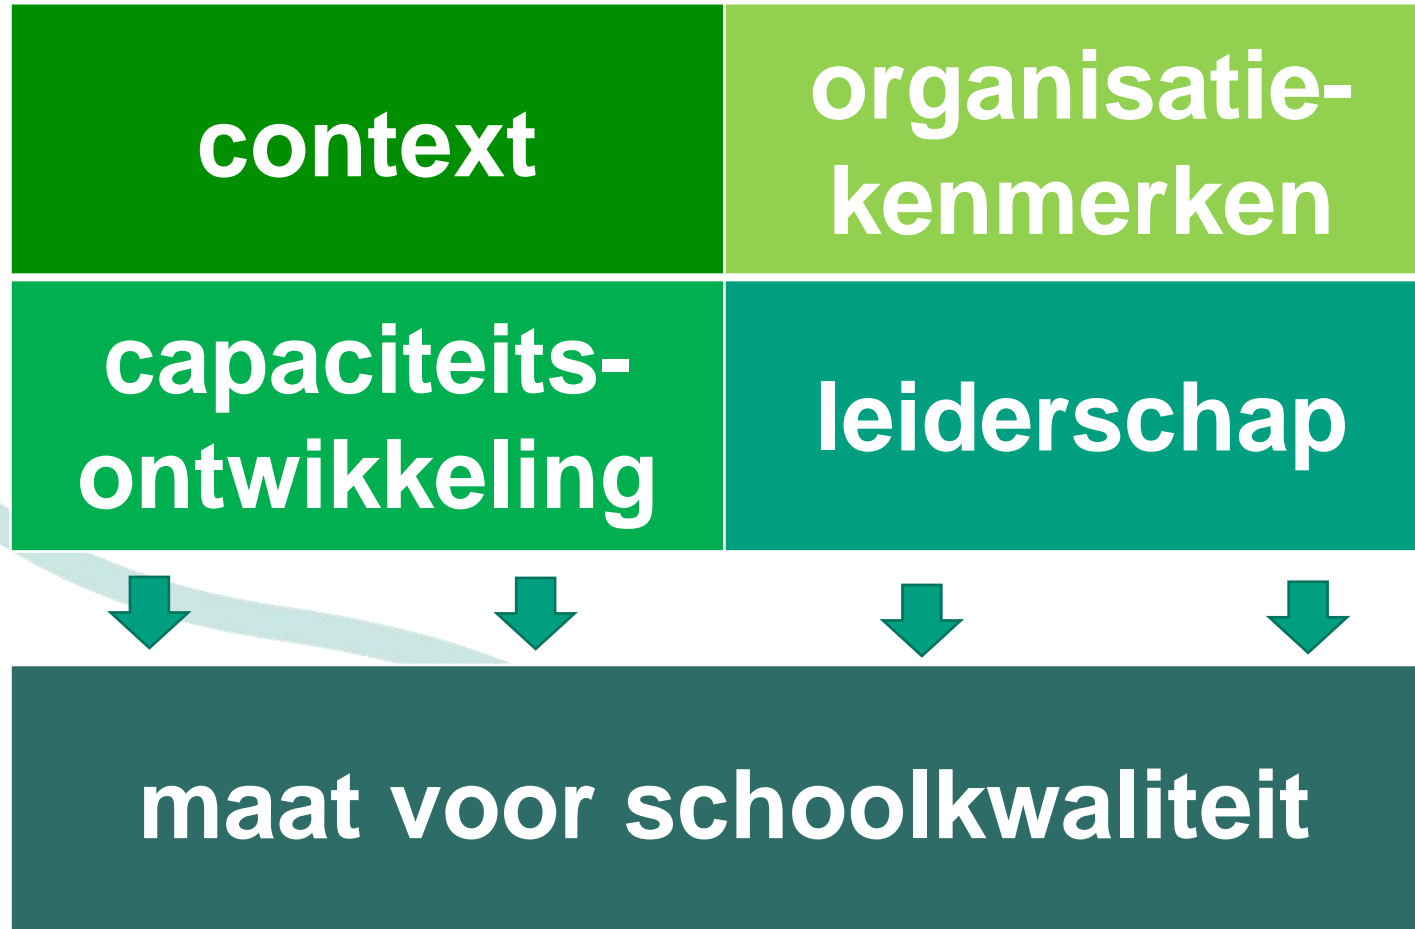 context
organisatie-
kenmerken
capaciteits-
ontwikkeling
leiderschap
maat voor schoolkwaliteit